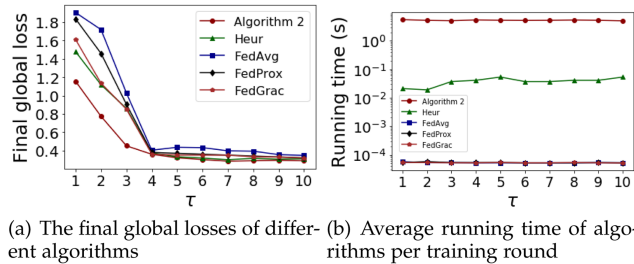 Final global loss
1.8
1.6
1.4
1.2
1.0
0.8
0.6
0.4
1 2 3 4 5 6 7 8 9 10
τ
Algorithm 2
Heur
FedAvg
FedProx
FedGrac
Running time (s)
10⁰
10⁻¹
10⁻²
10⁻³
10⁻⁴
Algorithm 2
Heur
FedAvg
FedProx
FedGrac
1 2 3 4 5 6 7 8 9 10
τ
(a) The final global losses of differ-
ent algorithms
(b) Average running time of algo-
rithms per training round